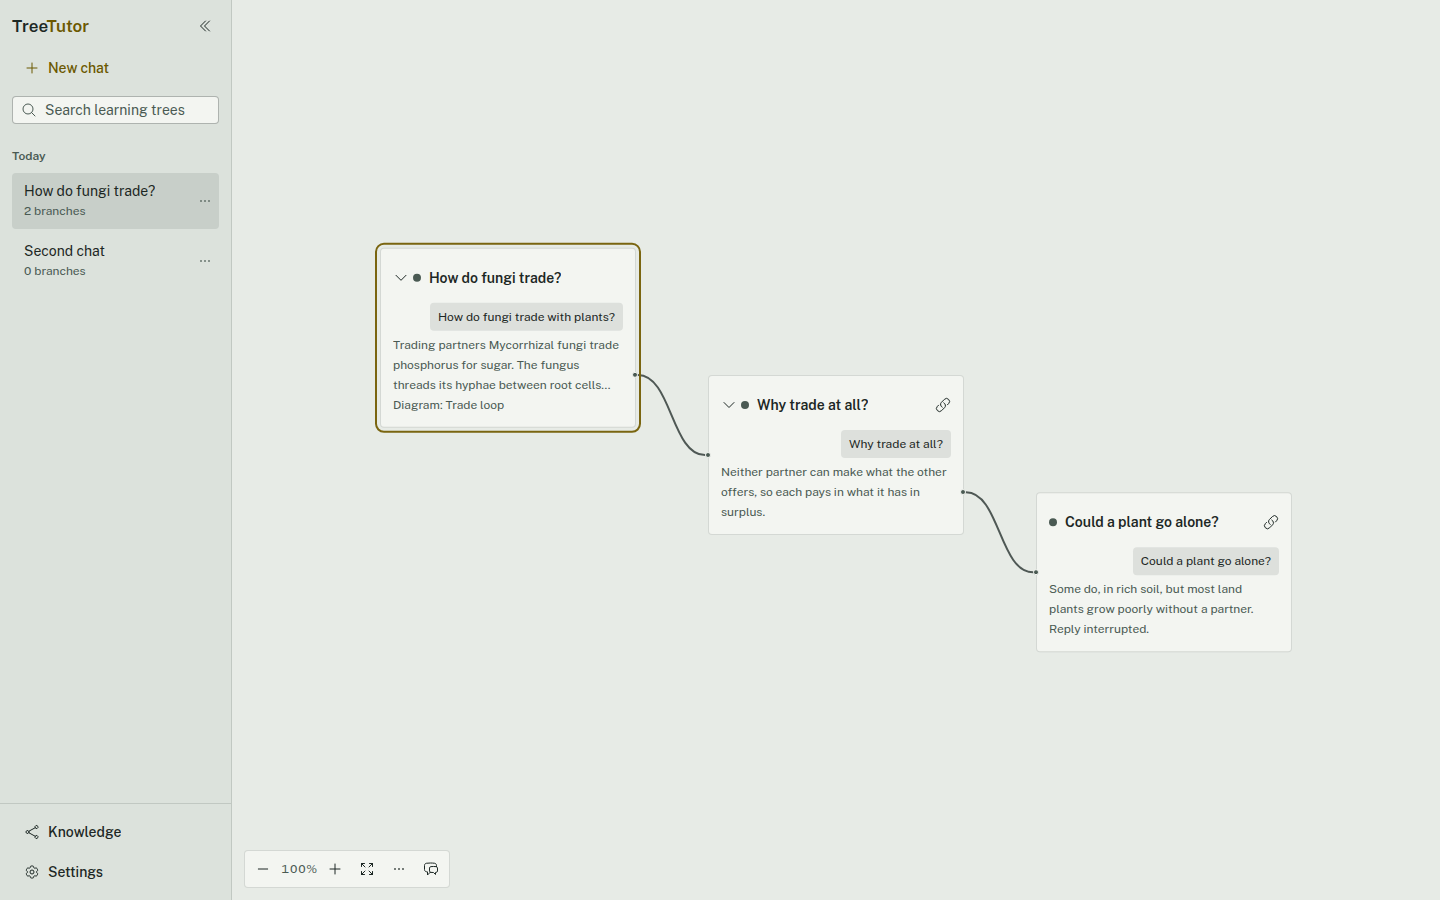 TreeTutor
New chat
Search learning trees
Today
How do fungi trade?
2 branches
Second chat
0 branches
Knowledge
Settings
How do fungi trade?
How do fungi trade with plants?
Trading partners Mycorrhizal fungi trade
phosphorus for sugar. The fungus
threads its hyphae between root cells...
Diagram: Trade loop
Why trade at all?
Why trade at all?
Neither partner can make what the other
offers, so each pays in what it has in
surplus.
Could a plant go alone?
Could a plant go alone?
Some do, in rich soil, but most land
plants grow poorly without a partner.
Reply interrupted.
100%